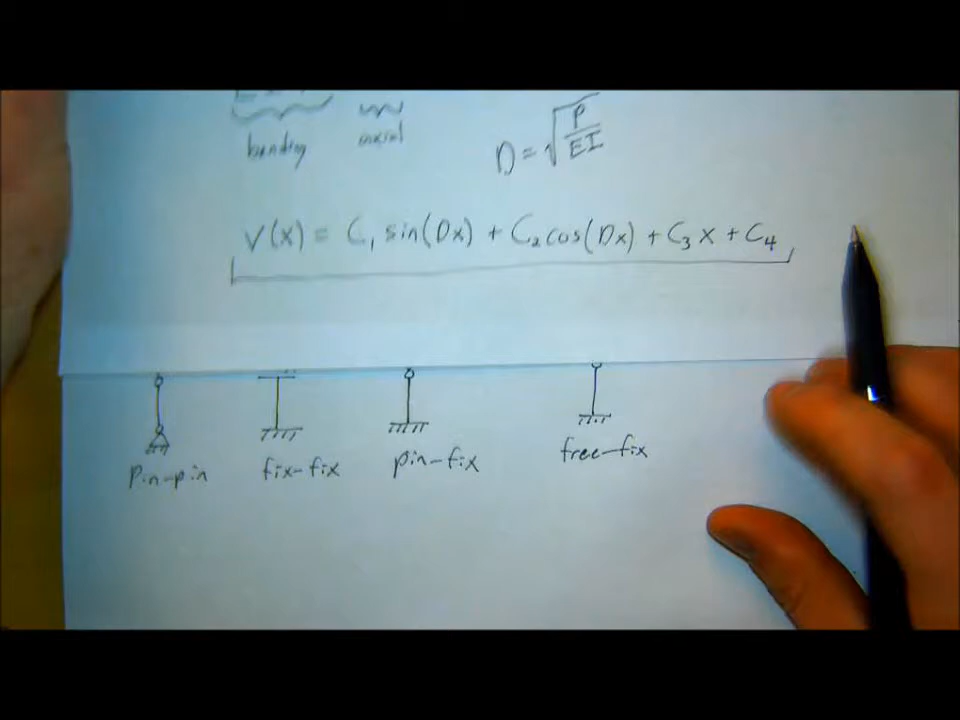 bending
axial
D = √(P/EI)
V(x) = C₁ sin(Dx) + C₂ cos(Dx) + C₃ x + C₄
Pin-pin
fix-fix
pin-fix
free-fix